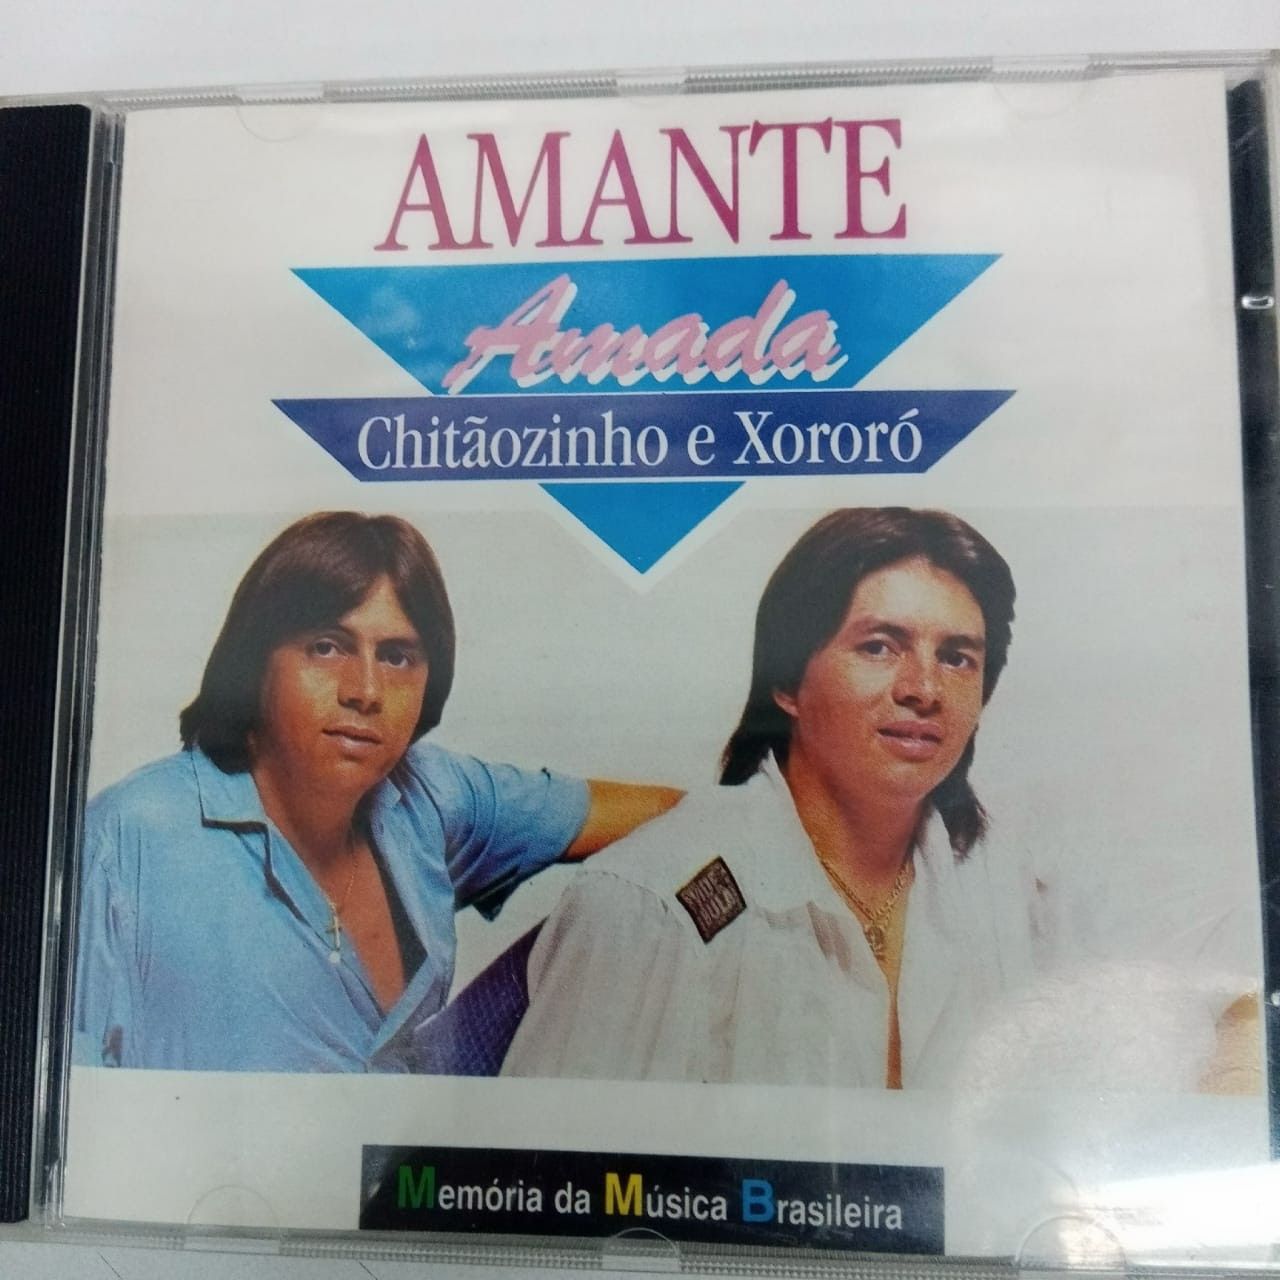 AMANTE
Amada
Chitãozinho e Xororó
Memória da Música Brasileira